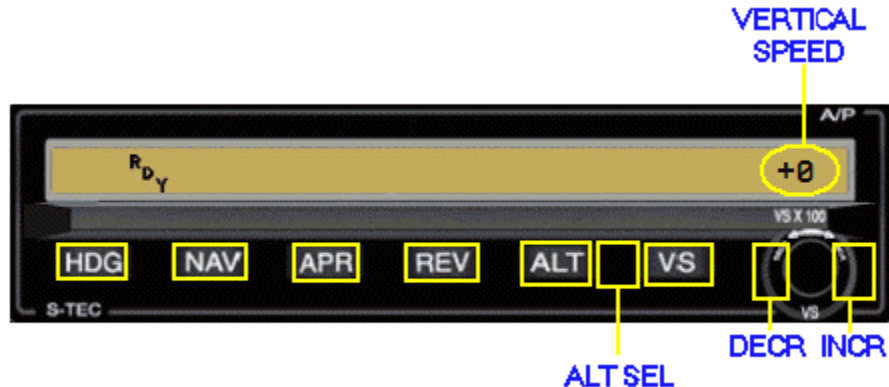 VERTICAL
SPEED
A/P
RDY
+0
VS X 100
HDG NAV APR REV ALT VS
S-TEC
VS
DECR INCR
ALT SEL